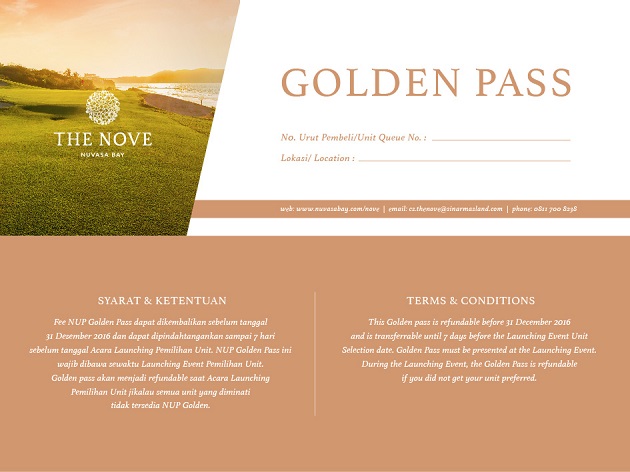 THE NOVE
NUVASA BAY
GOLDEN PASS
No. Urut Pembeli/Unit Queue No. :
Lokasi/ Location :
web: www.nuvasabay.com/nove | email: cc.thenove@sinarmasland.com | phone: 0811 700 8298
SYARAT & KETENTUAN
Fee NUP Golden Pass dapat dikembalikan sebelum tanggal
31 Desember 2016 dan dapat dipindahtangankan sampai 7 hari
sebelum tanggal Acara Launching Pemilihan Unit. NUP Golden Pass ini
wajib dibawa sewaktu Launching Event Pemilihan Unit.
Golden pass akan menjadi refundable saat Acara Launching
Pemilihan Unit jikalau semua unit yang diminati
tidak tersedia NUP Golden.
TERMS & CONDITIONS
This Golden pass is refundable before 31 December 2016
and is transferrable until 7 days before the Launching Event Unit
Selection date. Golden Pass must be presented at the Launching Event.
During the Launching Event, the Golden Pass is refundable
if you did not get your unit preferred.